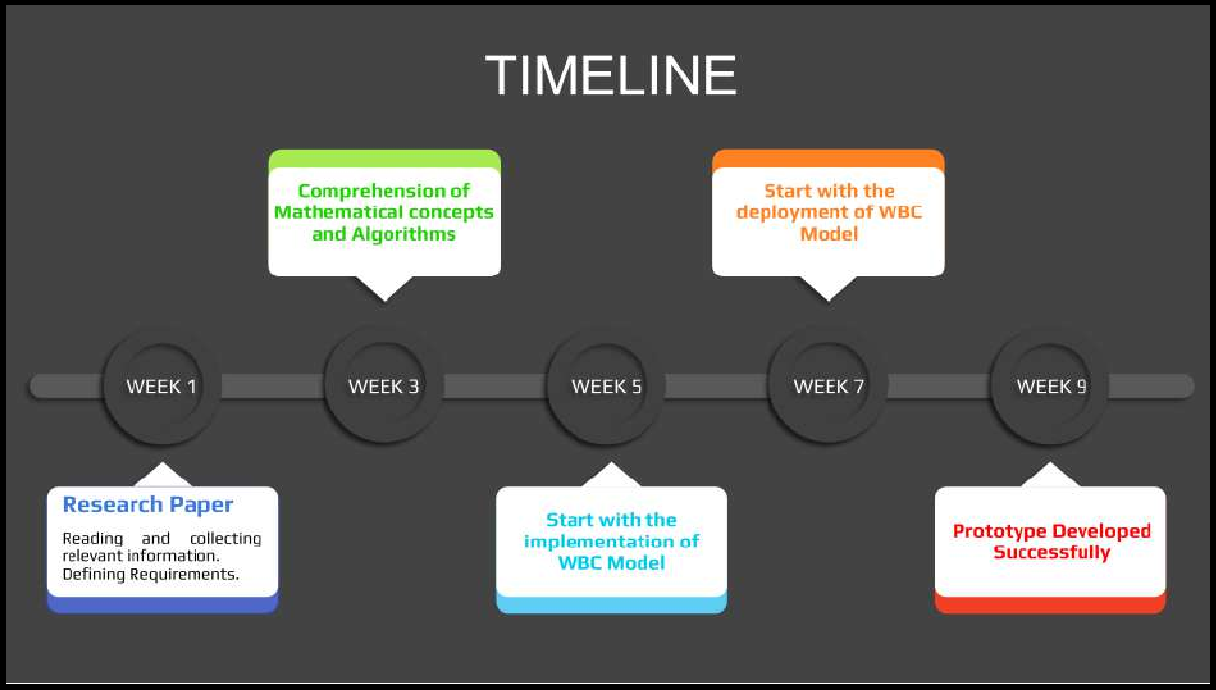 TIMELINE
Comprehension of
Mathematical concepts
and Algorithms
Start with the
deployment of WBC
Model
WEEK 1
WEEK 3
WEEK 5
WEEK 7
WEEK 9
Research Paper
Reading and collecting
relevant information.
Defining Requirements.
Start with the
implementation of
WBC Model
Prototype Developed
Successfully